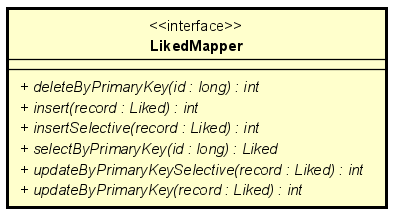 <<interface>>
LikedMapper
+ deleteByPrimaryKey(id : long) : int
+ insert(record : Liked) : int
+ insertSelective(record : Liked) : int
+ selectByPrimaryKey(id : long) : Liked
+ updateByPrimaryKeySelective(record : Liked) : int
+ updateByPrimaryKey(record : Liked) : int